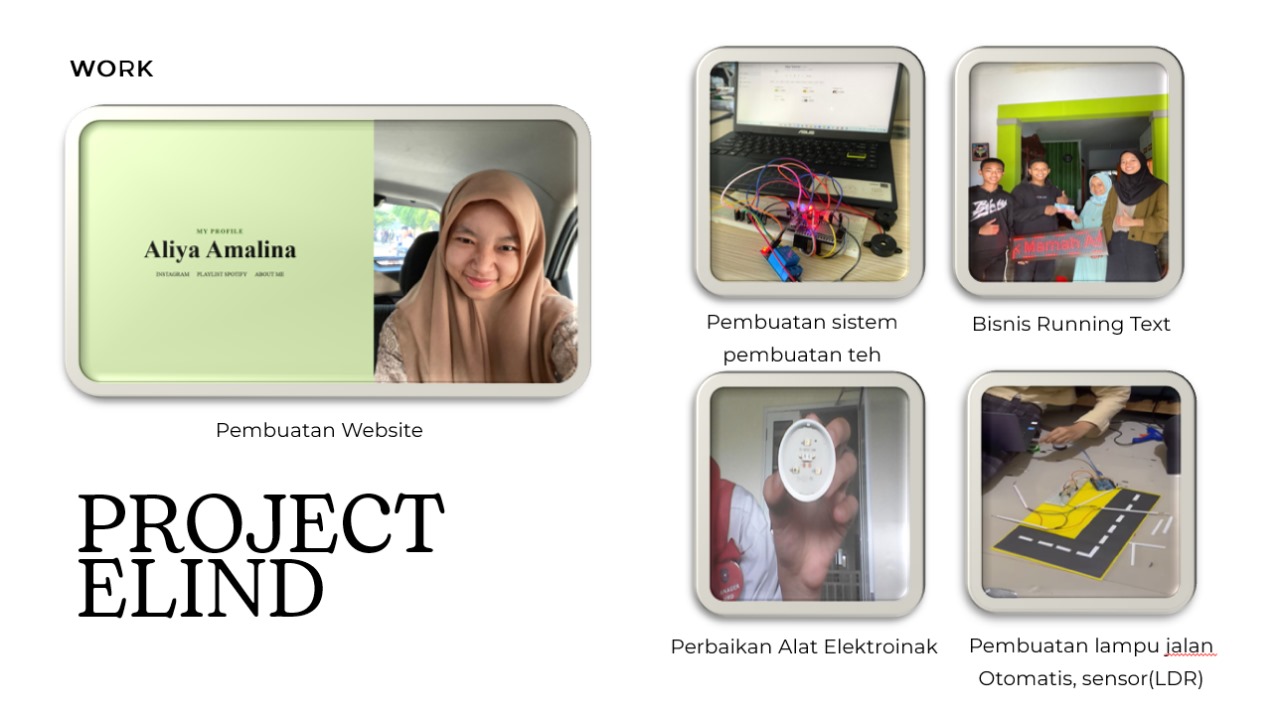 WORK
MY PROFILE
Aliya Amalina
INSTAGRAM PLAYLIST SPOTIFY ABOUT ME
Pembuatan Website
PROJECT
ELIND
ASUS
Pembuatan sistem
pembuatan teh
Bisnis Running Text
Perbaikan Alat Elektroinak
Pembuatan lampu jalan
Otomatis, sensor(LDR)